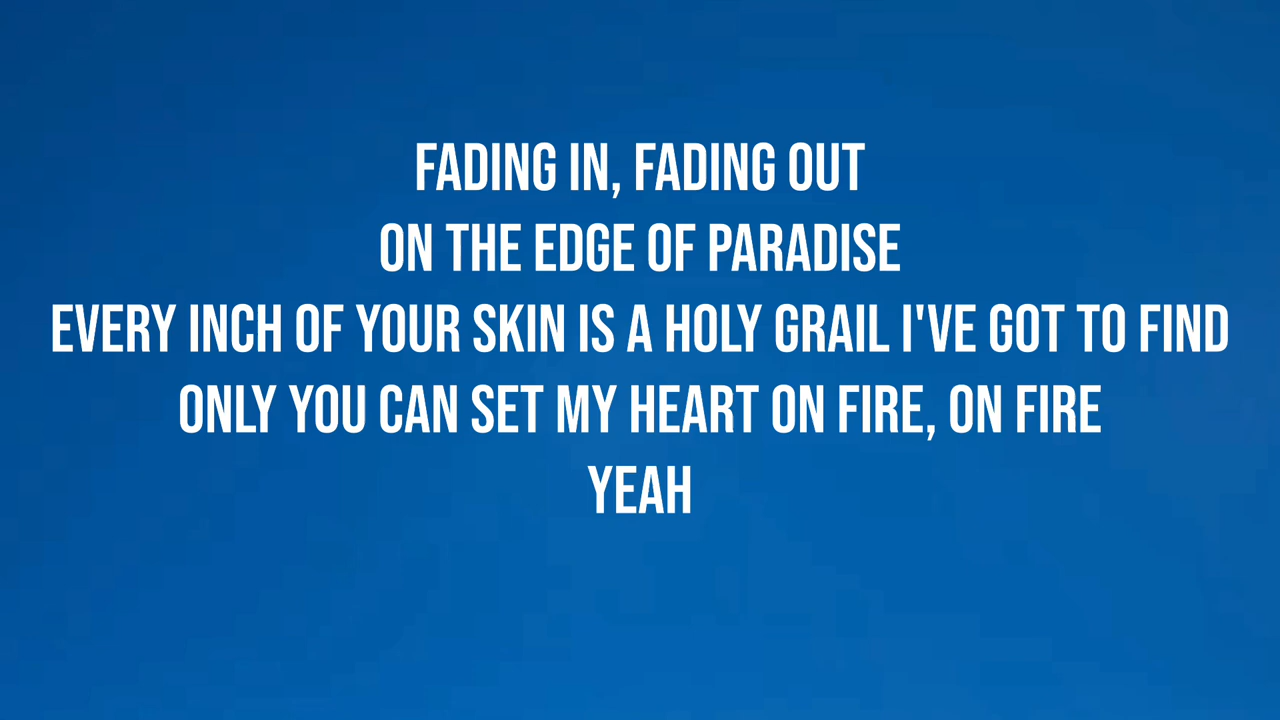 FADING IN, FADING OUT
ON THE EDGE OF PARADISE
EVERY INCH OF YOUR SKIN IS A HOLY GRAIL I'VE GOT TO FIND
ONLY YOU CAN SET MY HEART ON FIRE, ON FIRE
YEAH